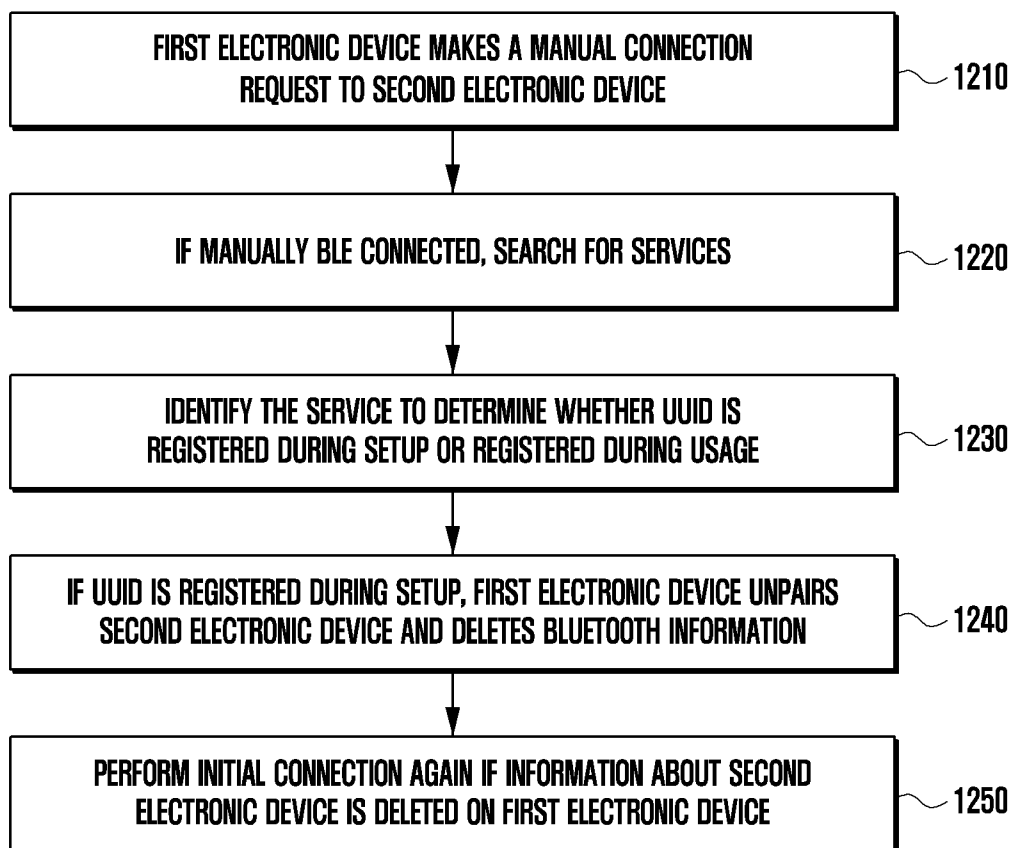 FIRST ELECTRONIC DEVICE MAKES A MANUAL CONNECTION
REQUEST TO SECOND ELECTRONIC DEVICE
1210
IF MANUALLY BLE CONNECTED, SEARCH FOR SERVICES
1220
IDENTIFY THE SERVICE TO DETERMINE WHETHER UUID IS
REGISTERED DURING SETUP OR REGISTERED DURING USAGE
1230
IF UUID IS REGISTERED DURING SETUP, FIRST ELECTRONIC DEVICE UNPAIRS
SECOND ELECTRONIC DEVICE AND DELETES BLUETOOTH INFORMATION
1240
PERFORM INITIAL CONNECTION AGAIN IF INFORMATION ABOUT SECOND
ELECTRONIC DEVICE IS DELETED ON FIRST ELECTRONIC DEVICE
1250